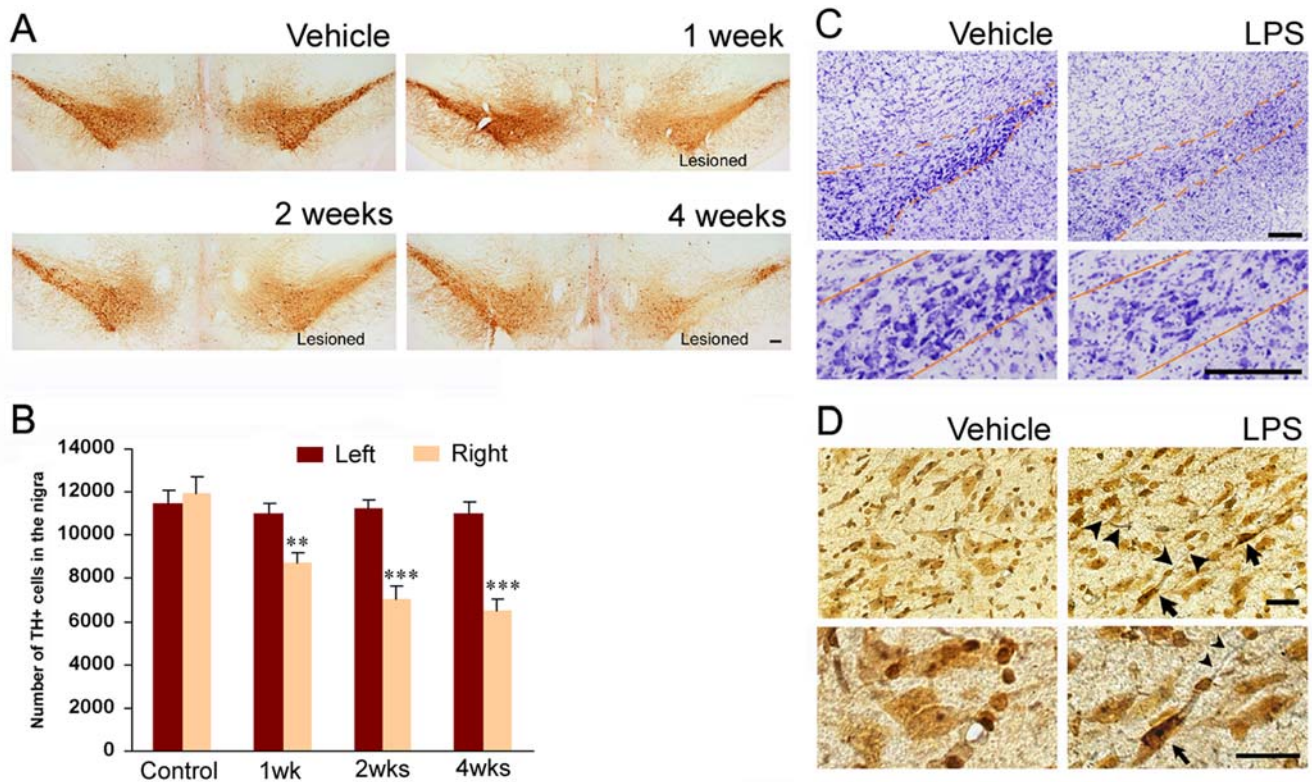 A
Vehicle
1 week
Lesioned
2 weeks
4 weeks
Lesioned
Lesioned
B
Number of TH+ cells in the nigra
14000
12000
10000
8000
6000
4000
2000
0
Left
Right
**
***
***
Control
1wk
2wks
4wks
C
Vehicle
LPS
D
Vehicle
LPS